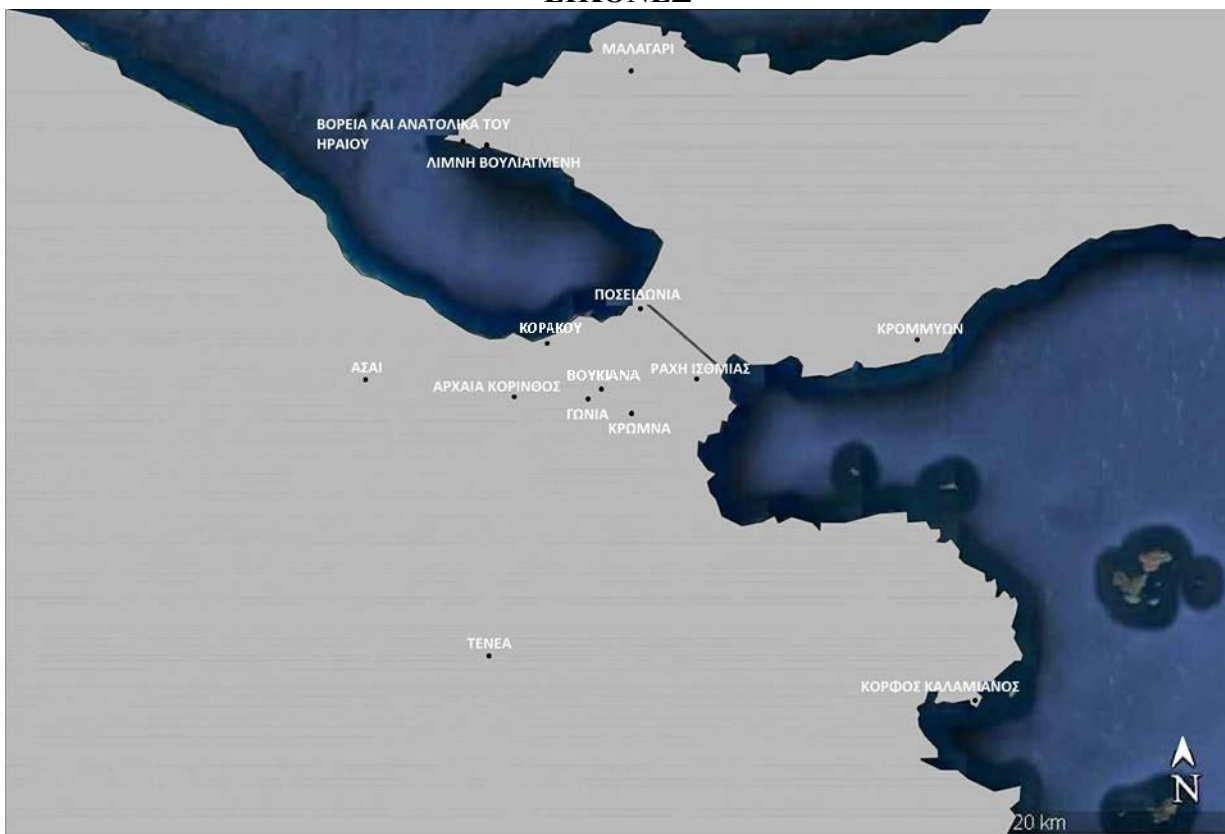 ΕΙΚΟΝΕΣ
ΜΑΛΑΓΑΡΙ
ΒΟΡΕΙΑ ΚΑΙ ΑΝΑΤΟΛΙΚΑ ΤΟΥ
ΗΡΑΙΟΥ
ΛΙΜΝΗ ΒΟΥΛΙΑΓΜΕΝΗ
ΠΟΣΕΙΔΩΝΙΑ
ΚΟΡΑΚΟΥ
ΚΡΟΜΜΥΩΝ
ΑΣΑΙ
ΑΡΧΑΙΑ ΚΟΡΙΝΘΟΣ
ΒΟΥΚΙΑΝΑ
ΡΑΧΗ ΙΣΘΜΙΑΣ
ΓΩΝΙΑ
ΚΡΩΜΝΑ
ΤΕΝΕΑ
ΚΟΡΦΟΣ ΚΑΛΑΜΙΑΝΟΣ
N
20 km